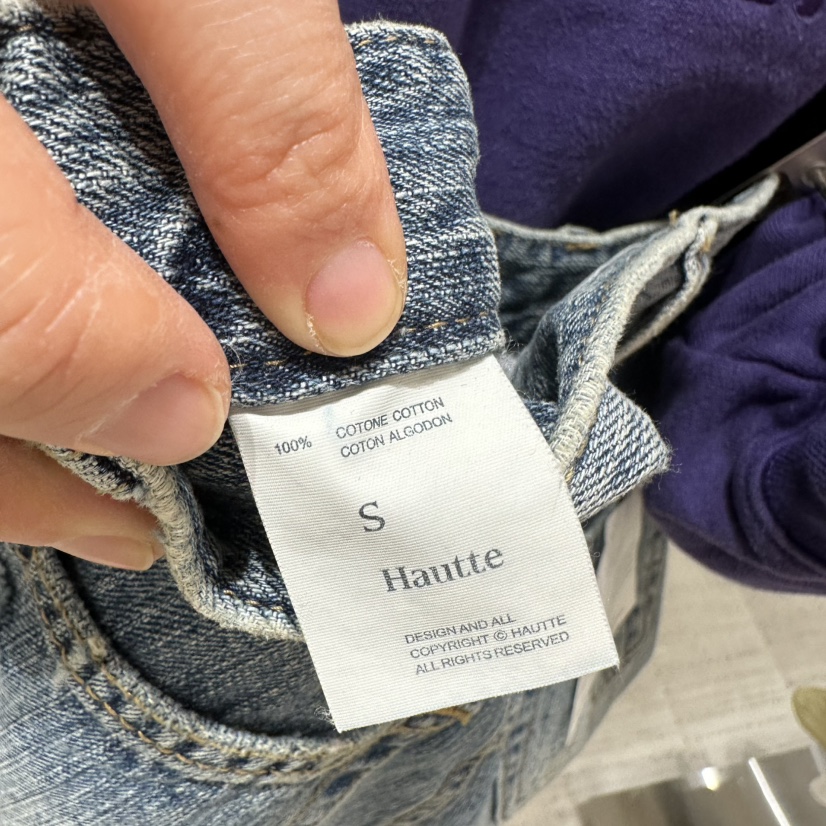 100% COTONE COTTON
COTON ALGODON
S
Hautte
DESIGN AND ALL
COPYRIGHT © HAUTTE
ALL RIGHTS RESERVED